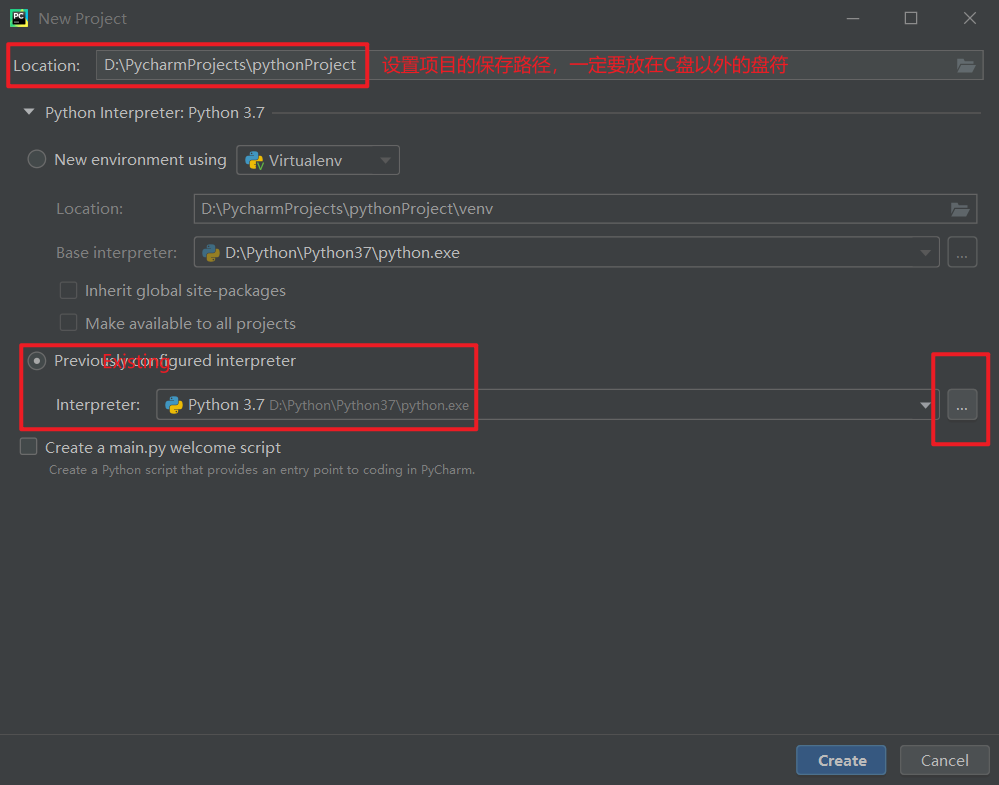 New Project
Location: D:\PycharmProjects\pythonProject 设置项目的保存路径，一定要放在C盘以外的盘符
Python Interpreter: Python 3.7
New environment using Virtualenv
Location: D:\PycharmProjects\pythonProject\venv
Base interpreter: D:\Python\Python37\python.exe ...
Inherit global site-packages
Make available to all projects
Previously configured interpreter
Existing
Interpreter: Python 3.7 D:\Python\Python37\python.exe ...
Create a main.py welcome script
Create a Python script that provides an entry point to coding in PyCharm.
Create Cancel